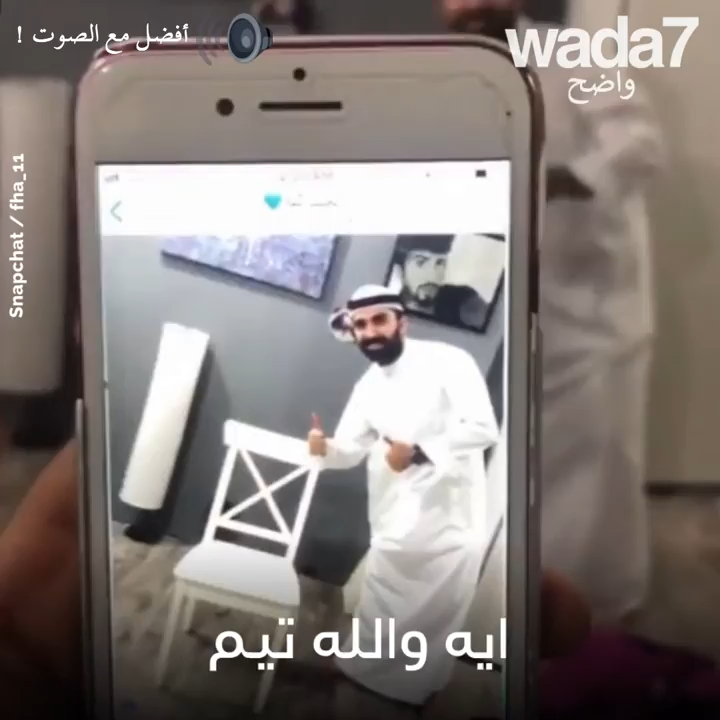 أفضل مع الصوت !
wada7
واضح
Snapchat / fha_11
ايه والله تيم